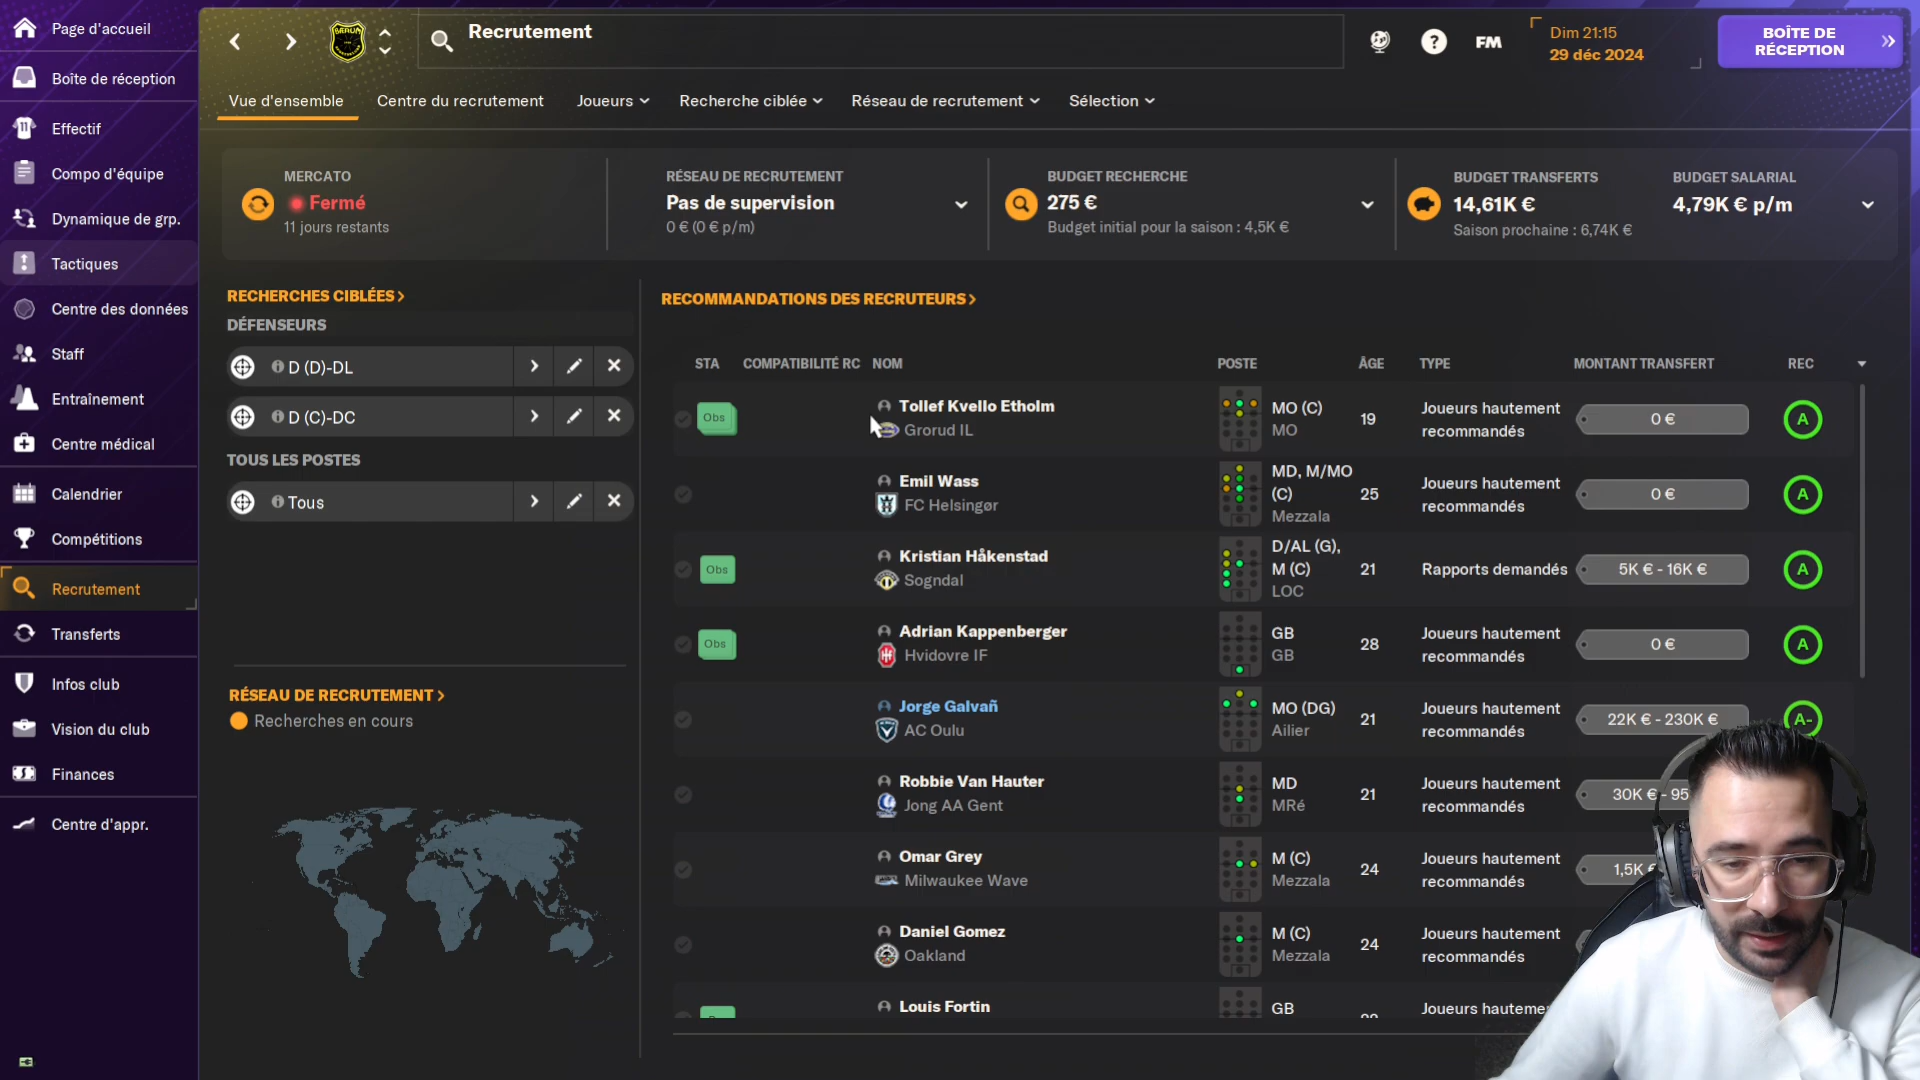 Page d'accueil
Boîte de réception
Effectif
Compo d'équipe
Dynamique de grp.
Tactiques
Centre des données
Staff
Entraînement
Centre médical
Calendrier
Compétitions
Recrutement
Transferts
Infos club
Vision du club
Finances
Centre d'appr.
Recrutement
FM
Dim 21:15
29 déc 2024
BOÎTE DE
RÉCEPTION
Vue d'ensemble
Centre du recrutement
Joueurs
Recherche ciblée
Réseau de recrutement
Sélection
MERCATO
Fermé
11 jours restants
RÉSEAU DE RECRUTEMENT
Pas de supervision
0 € (0 € p/m)
BUDGET RECHERCHE
275 €
Budget initial pour la saison : 4,5K €
BUDGET TRANSFERTS
14,61K €
Saison prochaine : 6,74K €
BUDGET SALARIAL
4,79K € p/m
RECHERCHES CIBLÉES >
DÉFENSEURS
D (D)-DL
D (C)-DC
TOUS LES POSTES
Tous
RÉSEAU DE RECRUTEMENT >
Recherches en cours
RECOMMANDATIONS DES RECRUTEURS >
STA COMPATIBILITÉ RC NOM POSTE ÂGE TYPE MONTANT TRANSFERT REC
Obs Tollef Kvello Etholm MO (C) 19 Joueurs hautement 0 € A
Grorud IL MO recommandés
Emil Wass MD, M/MO (C) 25 Joueurs hautement 0 € A
FC Helsingør Mezzala recommandés
Obs Kristian Håkenstad D/AL (G), M (C) 21 Rapports demandés 5K € - 16K € A
Sogndal LOC
Obs Adrian Kappenberger GB 28 Joueurs hautement 0 € A
Hvidovre IF GB recommandés
Jorge Galvañ MO (DG) 21 Joueurs hautement 22K € - 230K € A-
AC Oulu Ailier recommandés
Robbie Van Hauter MD 21 Joueurs hautement 30K € - 95
Jong AA Gent MRé recommandés
Omar Grey M (C) 24 Joueurs hautement 1,5K €
Milwaukee Wave Mezzala recommandés
Daniel Gomez M (C) 24 Joueurs hautement
Oakland Mezzala recommandés
Louis Fortin GB Joueurs hauteme